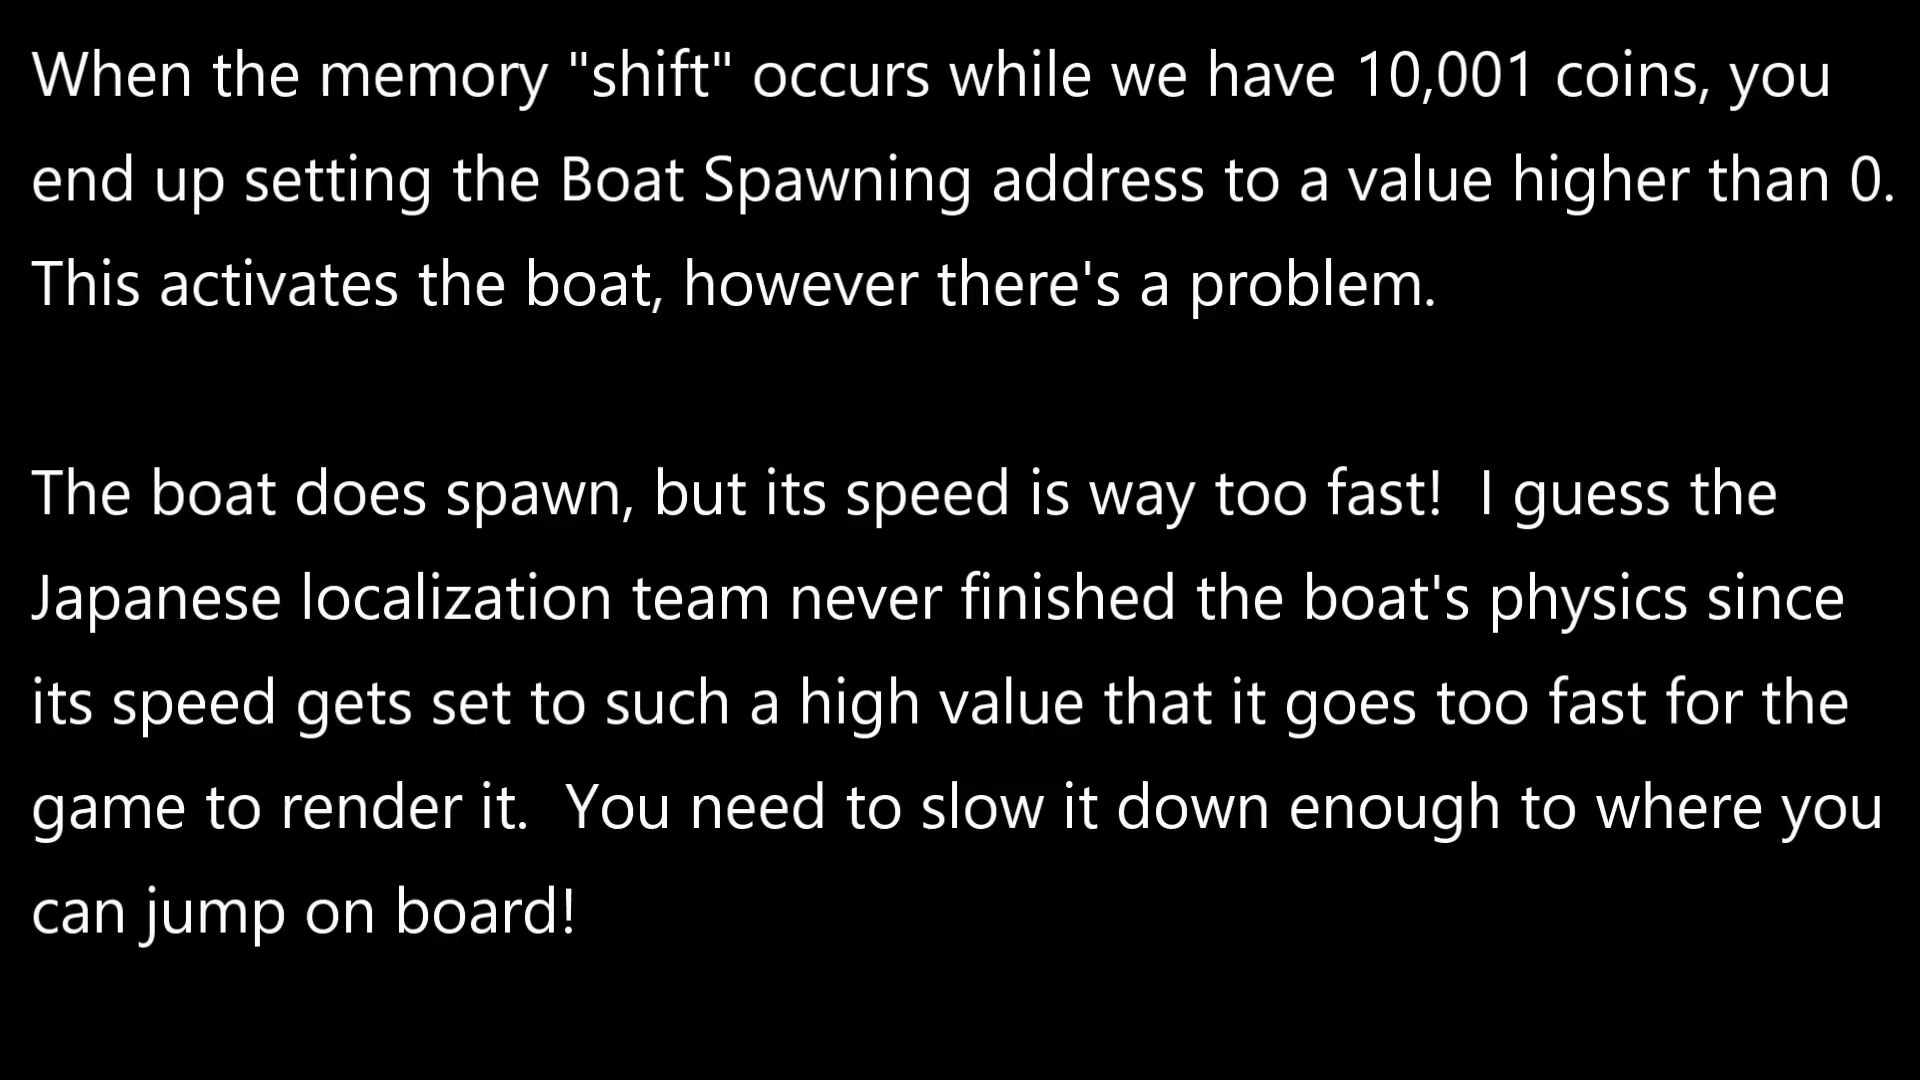 When the memory "shift" occurs while we have 10,001 coins, you
end up setting the Boat Spawning address to a value higher than 0.
This activates the boat, however there's a problem.
The boat does spawn, but its speed is way too fast!  I guess the
Japanese localization team never finished the boat's physics since
its speed gets set to such a high value that it goes too fast for the
game to render it.  You need to slow it down enough to where you
can jump on board!